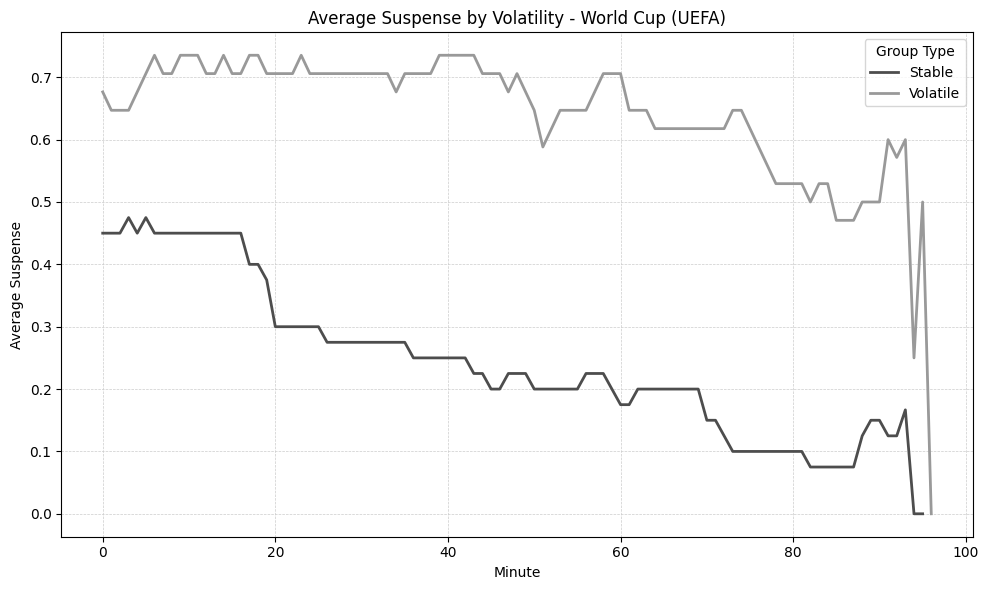 Average Suspense by Volatility - World Cup (UEFA)
Group Type
Stable
Volatile
Average Suspense
0.7
0.6
0.5
0.4
0.3
0.2
0.1
0.0
0
20
40
60
80
100
Minute